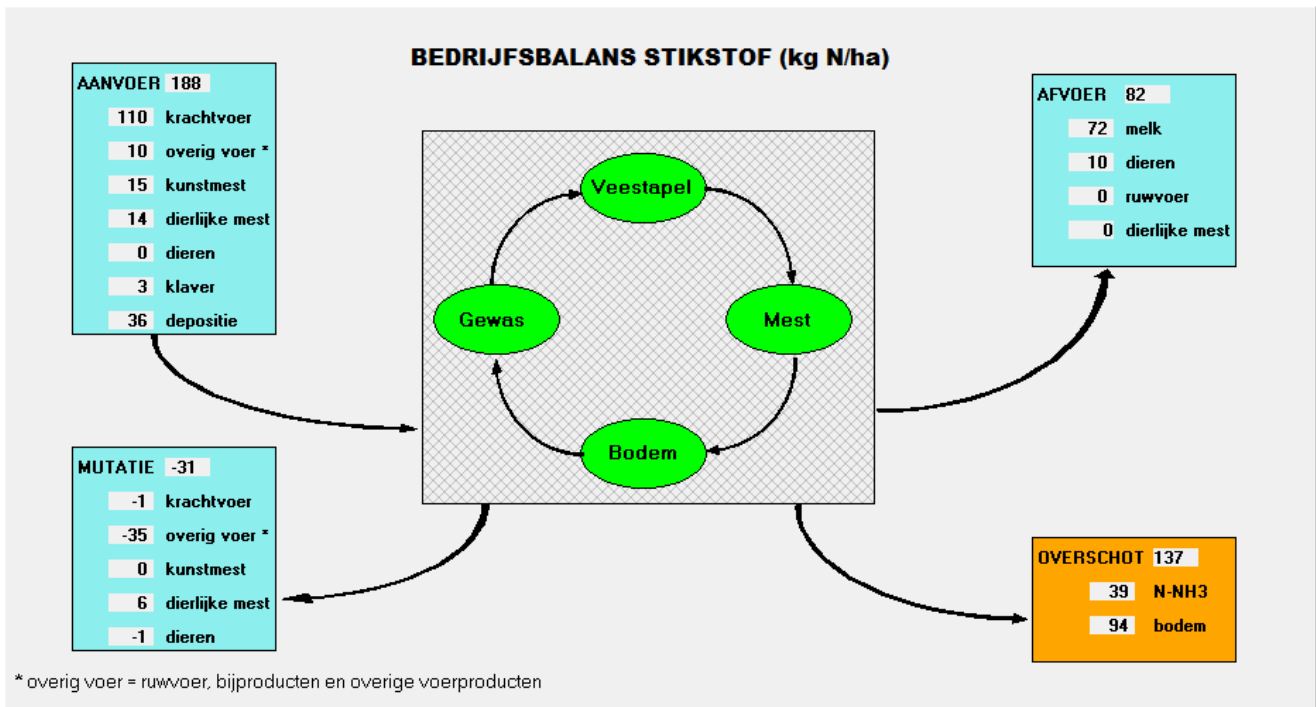 BEDRIJFSBALANS STIKSTOF (kg N/ha)
AANVOER 188
110 krachtvoer
10 overig voer *
15 kunstmest
14 dierlijke mest
0 dieren
3 klaver
36 depositie
AFVOER 82
72 melk
10 dieren
0 ruwvoer
0 dierlijke mest
Veestapel
Gewas
Mest
Bodem
MUTATIE -31
-1 krachtvoer
-35 overig voer *
0 kunstmest
6 dierlijke mest
-1 dieren
OVERSCHOT 137
39 N-NH3
94 bodem
* overig voer = ruwvoer, bijproducten en overige voerproducten